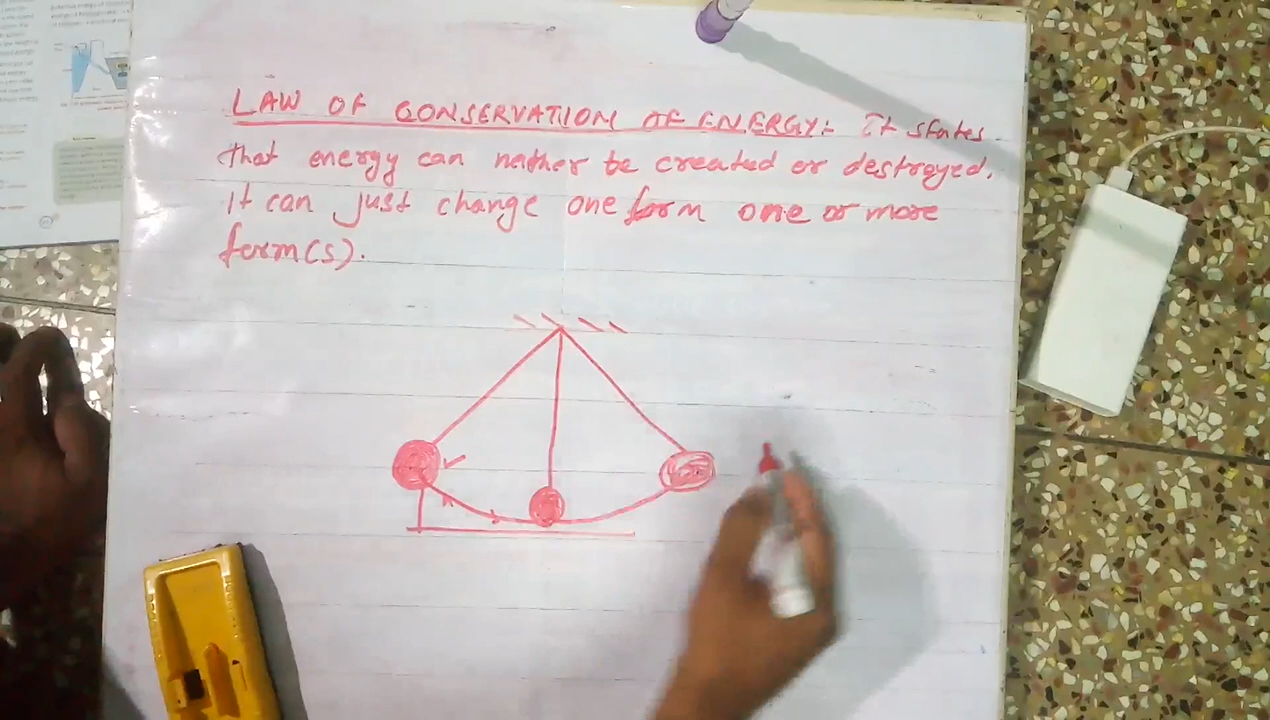 LAW OF CONSERVATION OF ENERGY:- It states
that energy can neither be created or destroyed.
It can just change one form one or more
form(s).